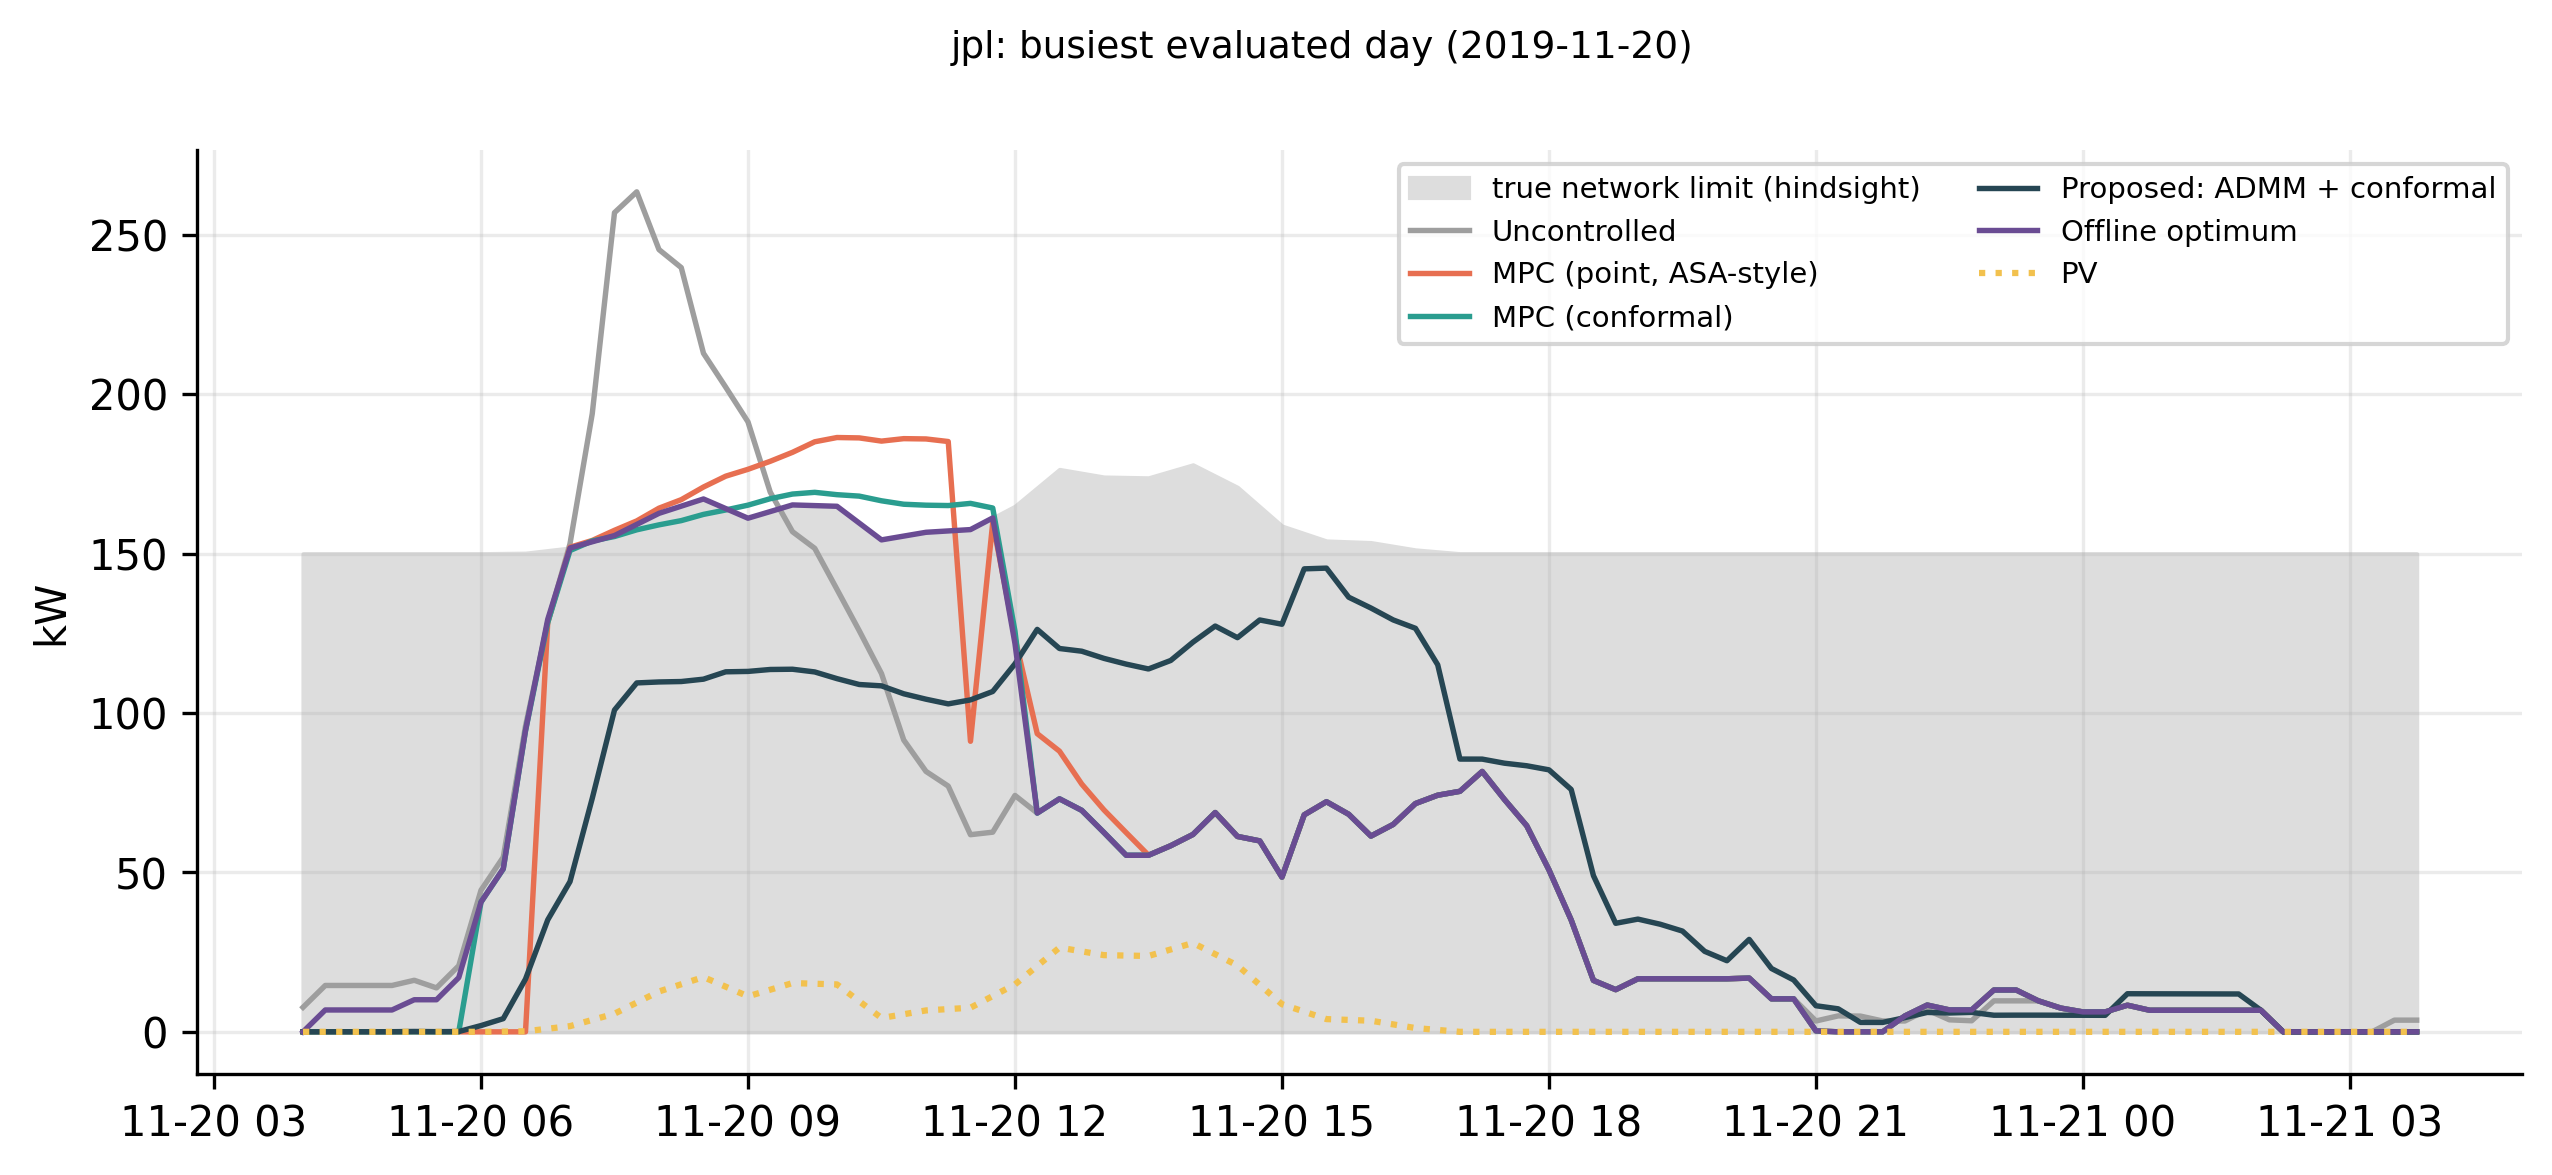 jpl: busiest evaluated day (2019-11-20)
true network limit (hindsight)
Uncontrolled
MPC (point, ASA-style)
MPC (conformal)
Proposed: ADMM + conformal
Offline optimum
PV
kW
250
200
150
100
50
0
11-20 03
11-20 06
11-20 09
11-20 12
11-20 15
11-20 18
11-20 21
11-21 00
11-21 03